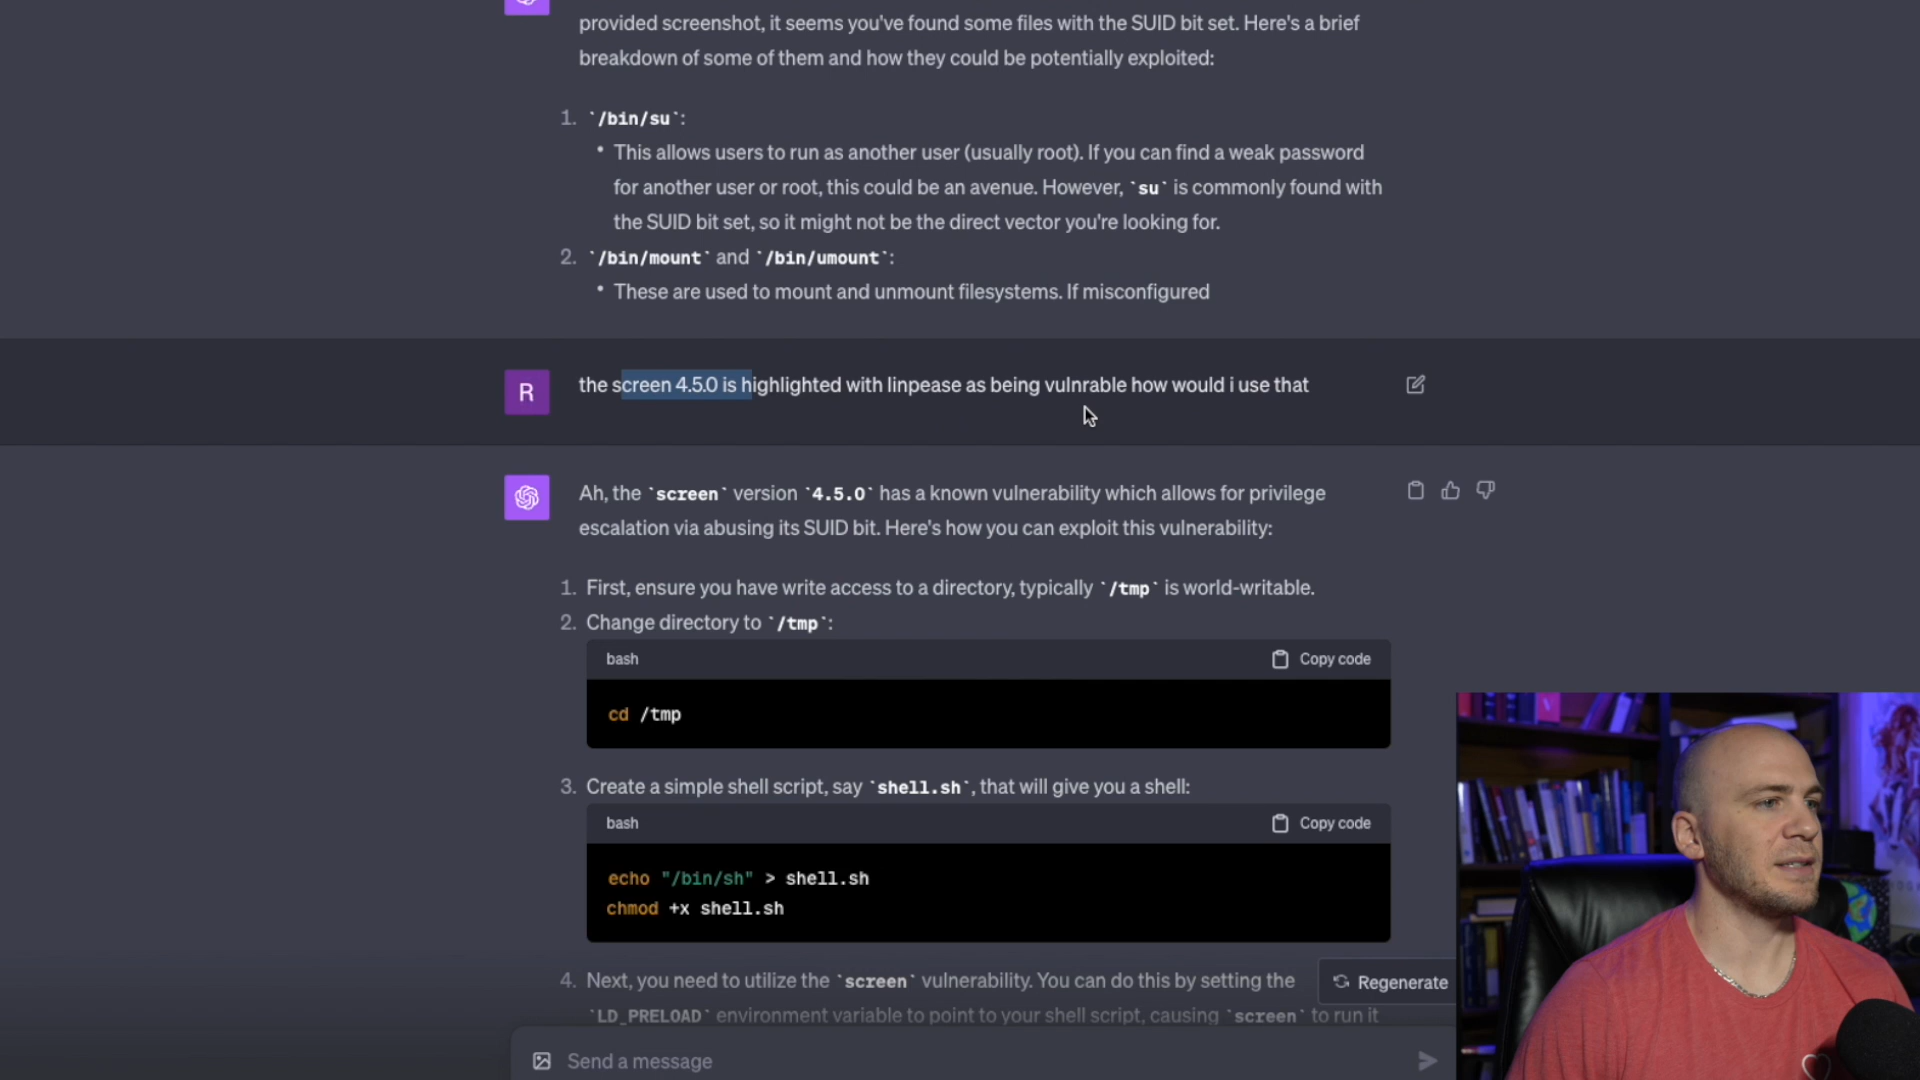 provided screenshot, it seems you've found some files with the SUID bit set. Here's a brief
breakdown of some of them and how they could be potentially exploited:
1. `/bin/su`:
• This allows users to run as another user (usually root). If you can find a weak password
for another user or root, this could be an avenue. However, `su` is commonly found with
the SUID bit set, so it might not be the direct vector you're looking for.
2. `/bin/mount` and `/bin/umount`:
• These are used to mount and unmount filesystems. If misconfigured
R
the screen 4.5.0 is highlighted with linpease as being vulnrable how would i use that
Ah, the `screen` version `4.5.0` has a known vulnerability which allows for privilege
escalation via abusing its SUID bit. Here's how you can exploit this vulnerability:
1. First, ensure you have write access to a directory, typically `/tmp` is world-writable.
2. Change directory to `/tmp`:
bash Copy code
cd /tmp
3. Create a simple shell script, say `shell.sh`, that will give you a shell:
bash Copy code
echo "/bin/sh" > shell.sh
chmod +x shell.sh
4. Next, you need to utilize the `screen` vulnerability. You can do this by setting the
Regenerate
`LD_PRELOAD` environment variable to point to your shell script, causing `screen` to run it
Send a message